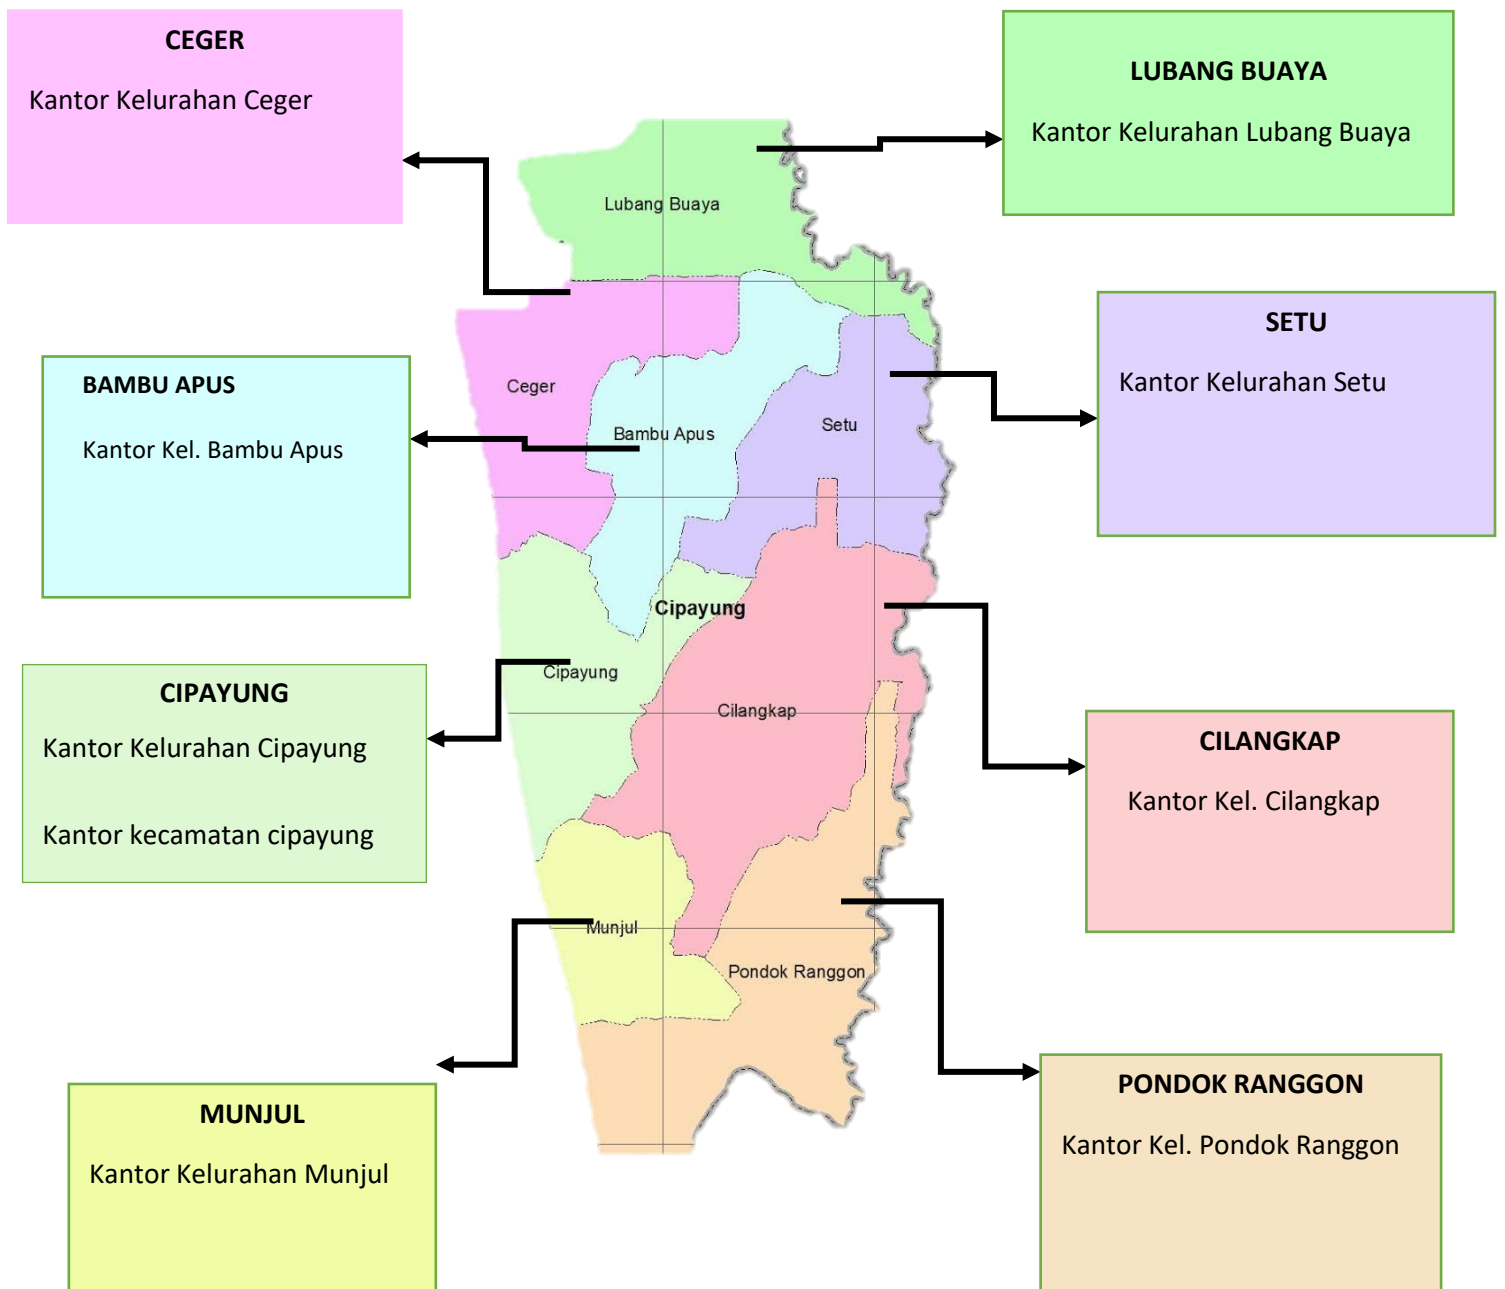 CEGER
Kantor Kelurahan Ceger
LUBANG BUAYA
Kantor Kelurahan Lubang Buaya
Lubang Buaya
SETU
Kantor Kelurahan Setu
BAMBU APUS
Kantor Kel. Bambu Apus
Ceger
Bambu Apus
Setu
Cipayung
Cipayung
Cilangkap
CIPAYUNG
Kantor Kelurahan Cipayung
Kantor kecamatan cipayung
CILANGKAP
Kantor Kel. Cilangkap
Munjul
Pondok Ranggon
MUNJUL
Kantor Kelurahan Munjul
PONDOK RANGGON
Kantor Kel. Pondok Ranggon